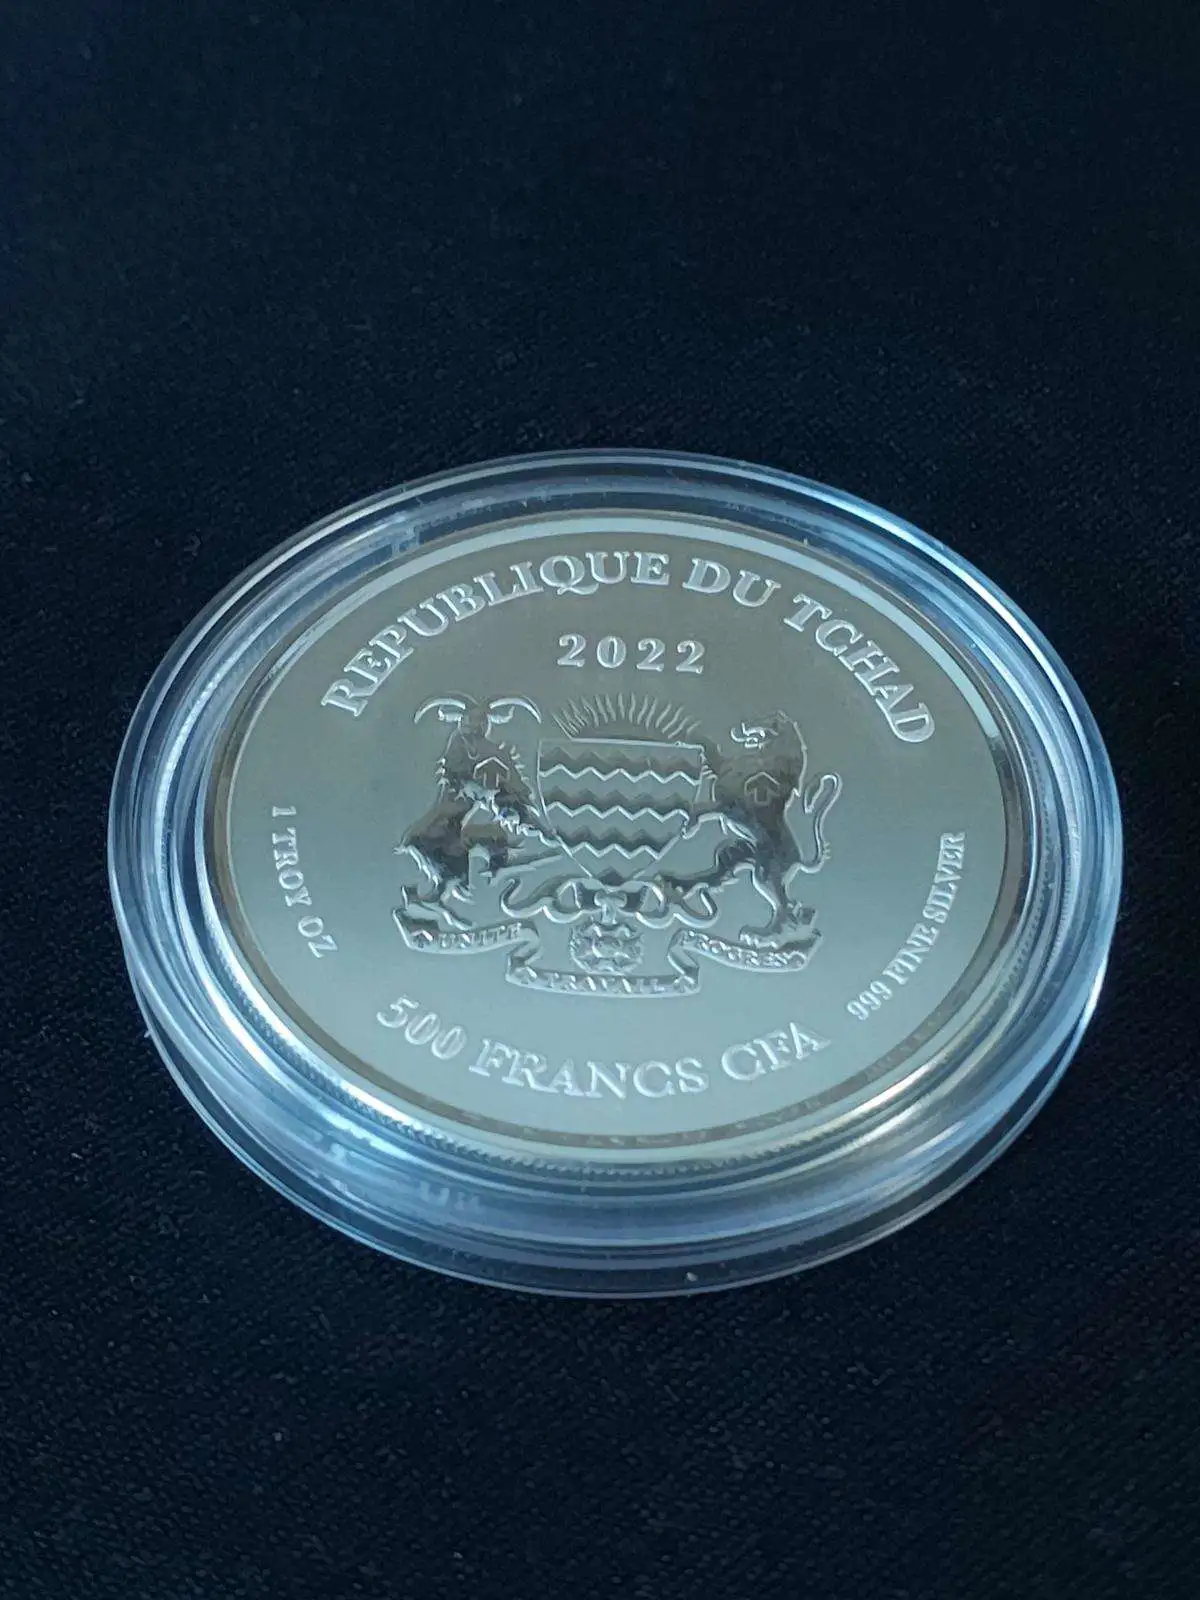 REPUBLIQUE DU TCHAD
2022
1 TROY OZ
999 FINE SILVER
UNITE
TRAVAIL
PROGRES
500 FRANCS CFA